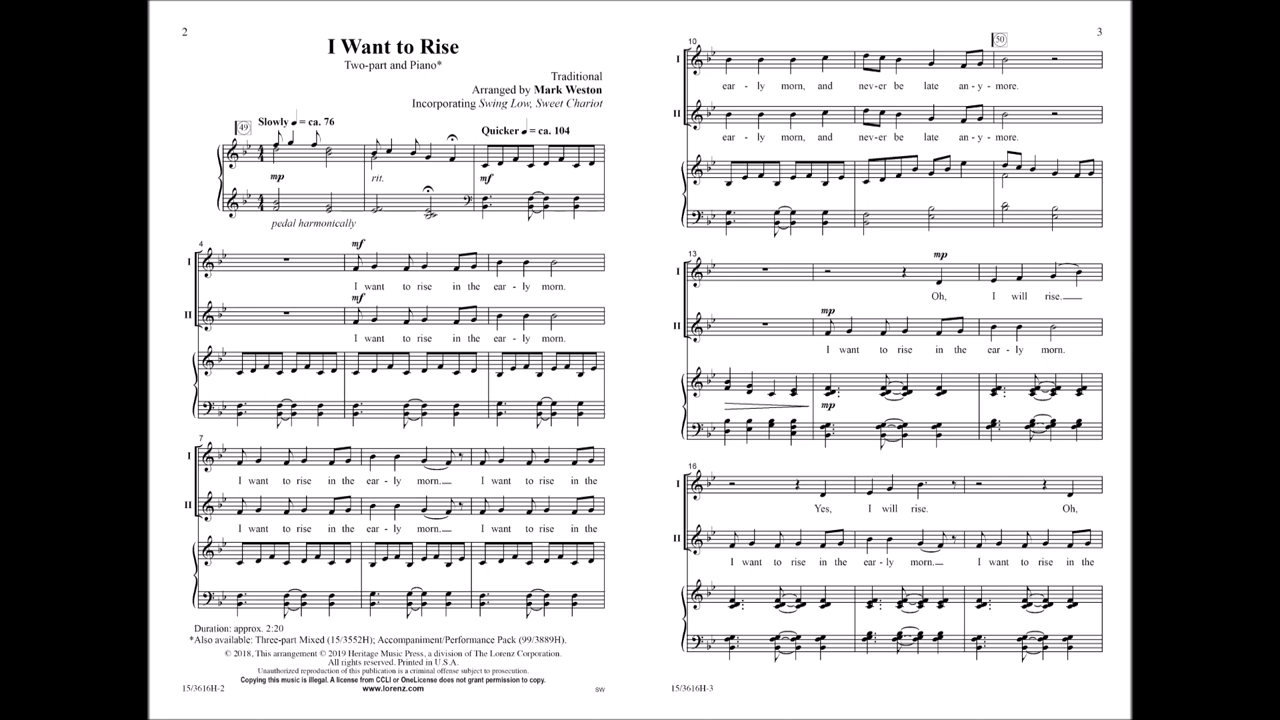 2
I Want to Rise
Two-part and Piano*
Traditional
Arranged by Mark Weston
Incorporating Swing Low, Sweet Chariot
49
Slowly ♩ = ca. 76
Quicker ♩ = ca. 104
mp
rit.
mf
pedal harmonically
4
mf
I
I want to rise in the ear - ly morn.
mf
II
I want to rise in the ear - ly morn.
7
I
I want to rise in the ear - ly morn. I want to rise in the
II
I want to rise in the ear - ly morn. I want to rise in the
Duration: approx. 2:20
*Also available: Three-part Mixed (15/3552H); Accompaniment/Performance Pack (99/3889H).
© 2018, This arrangement © 2019 Heritage Music Press, a division of The Lorenz Corporation.
All rights reserved. Printed in U.S.A.
Unauthorized reproduction of this publication is a criminal offense subject to prosecution.
Copying this music is illegal. A license from CCLI or OneLicense does not grant permission to copy.
www.lorenz.com
15/3616H-2
SW
3
10
50
I
ear - ly morn, and nev-er be late an - y - more.
II
ear - ly morn, and nev-er be late an - y - more.
13
mp
I
Oh, I will rise.
mp
II
I want to rise in the ear - ly morn.
mp
16
I
Yes, I will rise. Oh,
II
I want to rise in the ear - ly morn. I want to rise in the
15/3616H-3